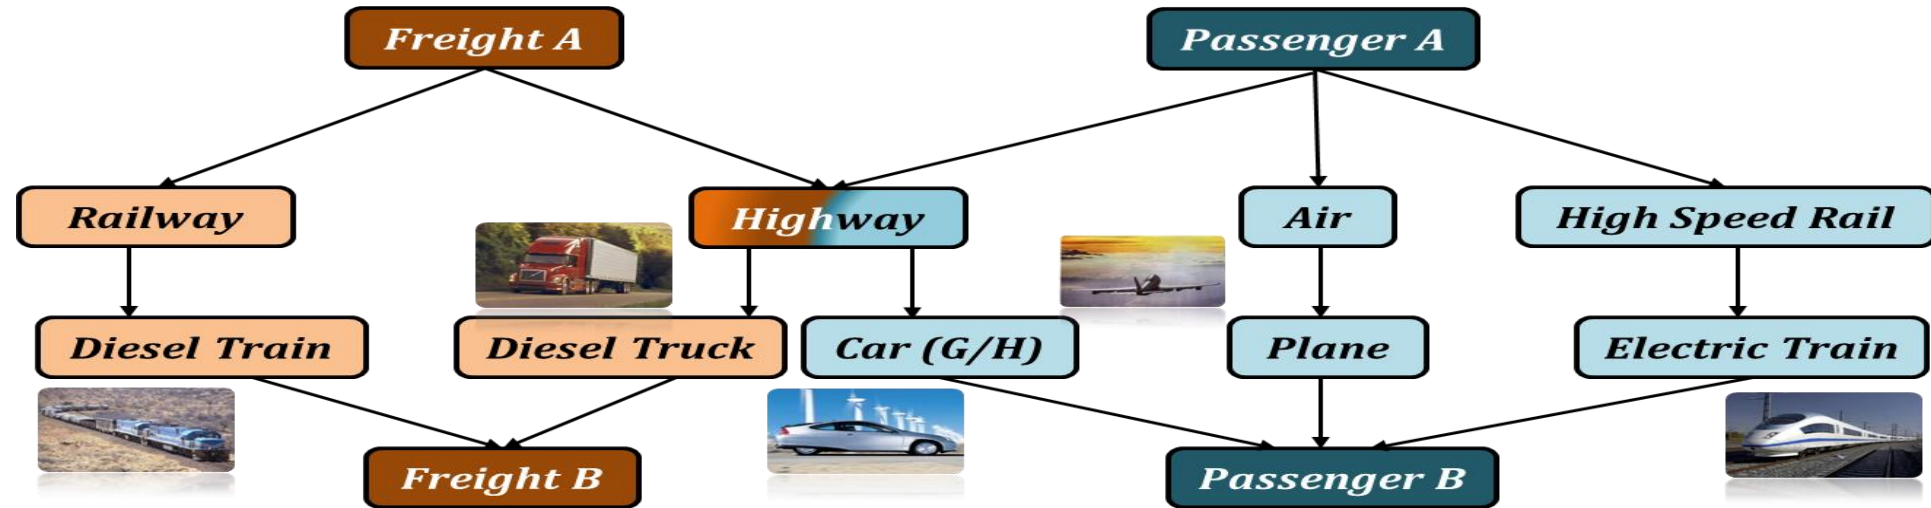 Freight A
Passenger A
Railway
Highway
Air
High Speed Rail
Diesel Train
Diesel Truck
Car (G/H)
Plane
Electric Train
Freight B
Passenger B